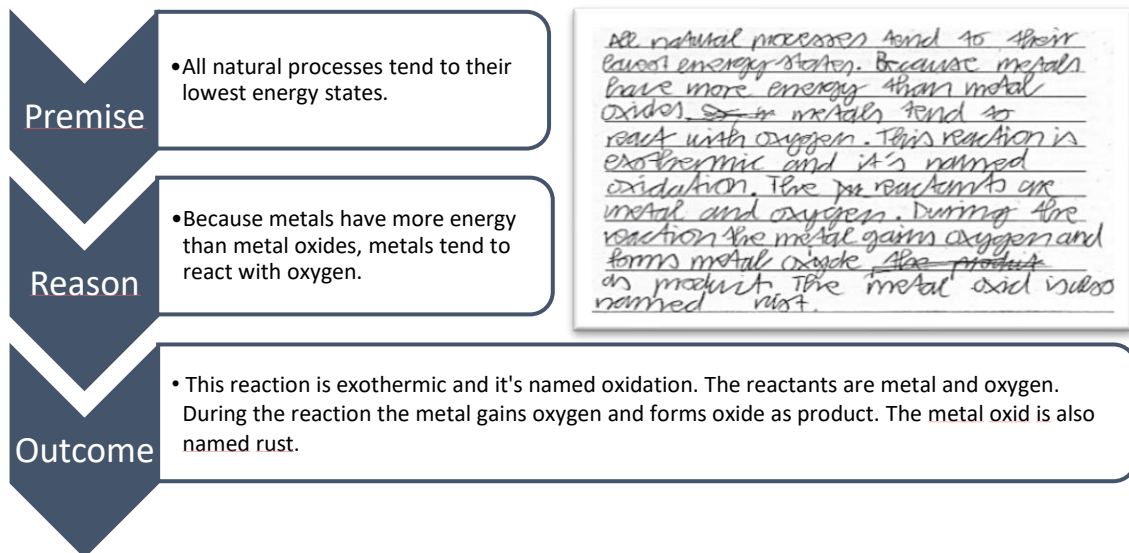 Premise
•All natural processes tend to their
lowest energy states.
Reason
•Because metals have more energy
than metal oxides, metals tend to
react with oxygen.
Outcome
• This reaction is exothermic and it's named oxidation. The reactants are metal and oxygen.
During the reaction the metal gains oxygen and forms oxide as product. The metal oxid is also
named rust.
All natural processes tend to their
lowest energy states. Because metals
have more energy than metal
oxides metals tend to
react with oxygen. This reaction is
exothermic and it's named
oxidation. The reactants are
metal and oxygen. During the
reaction the metal gains oxygen and
forms metal oxyde the product
as product. The metal oxid is also
named rust.